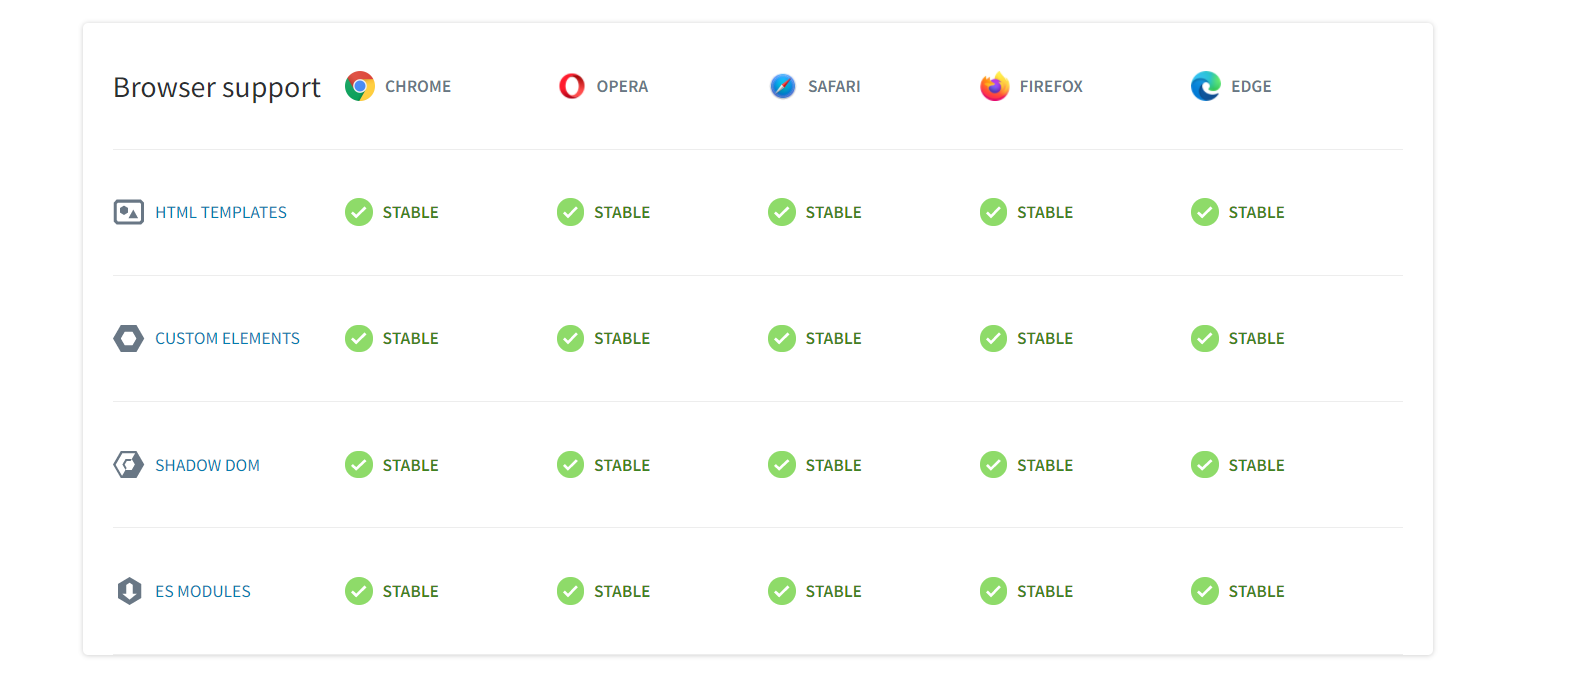 Browser support CHROME OPERA SAFARI FIREFOX EDGE
HTML TEMPLATES STABLE STABLE STABLE STABLE STABLE
CUSTOM ELEMENTS STABLE STABLE STABLE STABLE STABLE
SHADOW DOM STABLE STABLE STABLE STABLE STABLE
ES MODULES STABLE STABLE STABLE STABLE STABLE